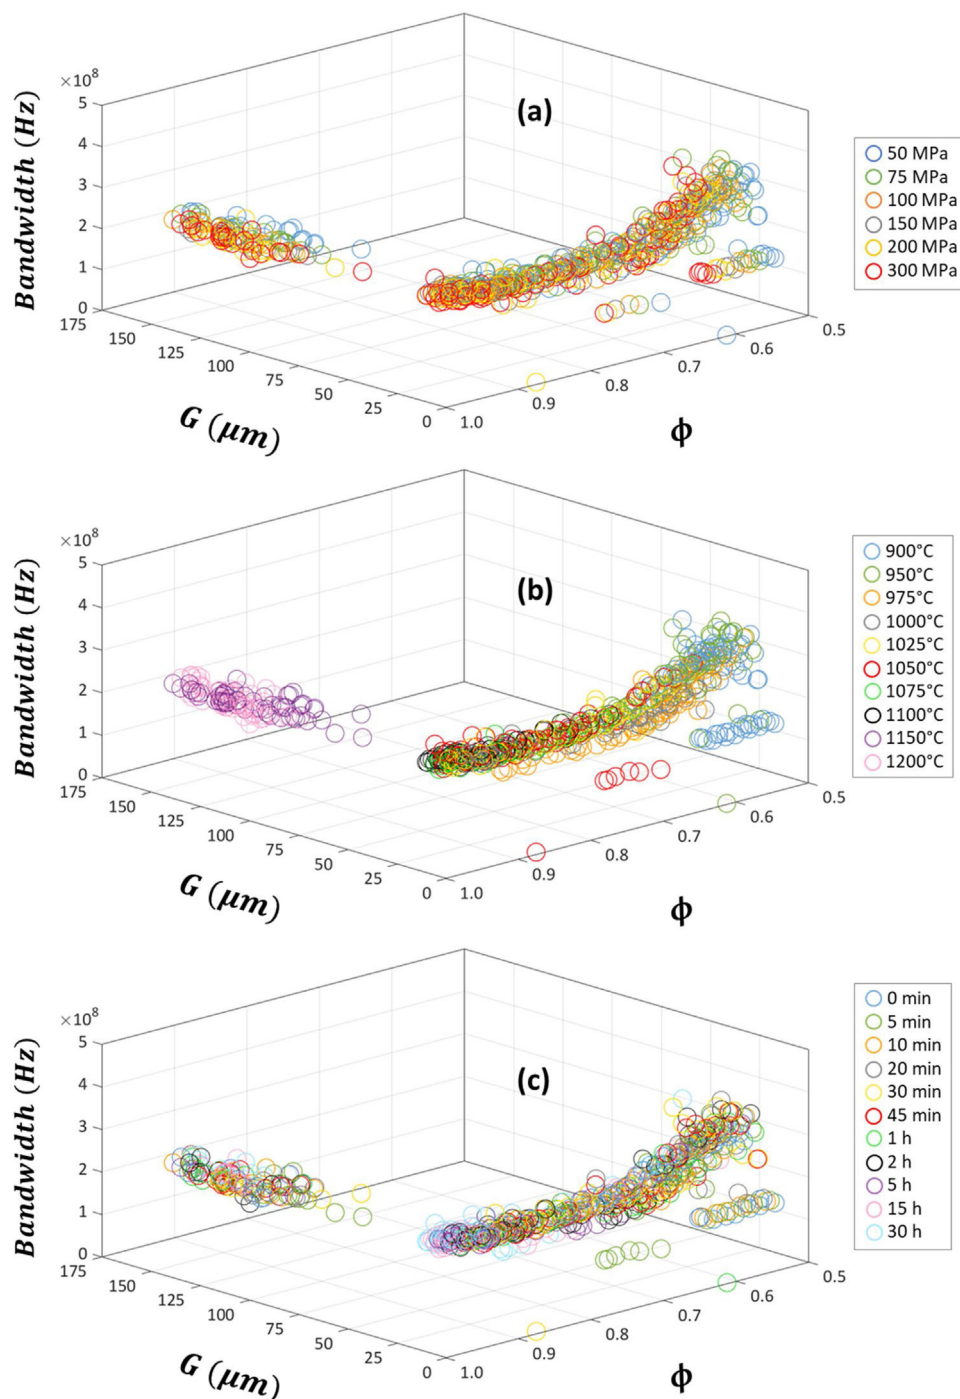 ×10⁸
5
4
3
2
1
0
Bandwidth (Hz)
175
150
125
100
75
50
25
0
G (μm)
1.0
0.9
0.8
0.7
0.6
0.5
ϕ
(a)
50 MPa
75 MPa
100 MPa
150 MPa
200 MPa
300 MPa
×10⁸
5
4
3
2
1
0
Bandwidth (Hz)
175
150
125
100
75
50
25
0
G (μm)
1.0
0.9
0.8
0.7
0.6
0.5
ϕ
(b)
900°C
950°C
975°C
1000°C
1025°C
1050°C
1075°C
1100°C
1150°C
1200°C
×10⁸
5
4
3
2
1
0
Bandwidth (Hz)
175
150
125
100
75
50
25
0
G (μm)
1.0
0.9
0.8
0.7
0.6
0.5
ϕ
(c)
0 min
5 min
10 min
20 min
30 min
45 min
1 h
2 h
5 h
15 h
30 h